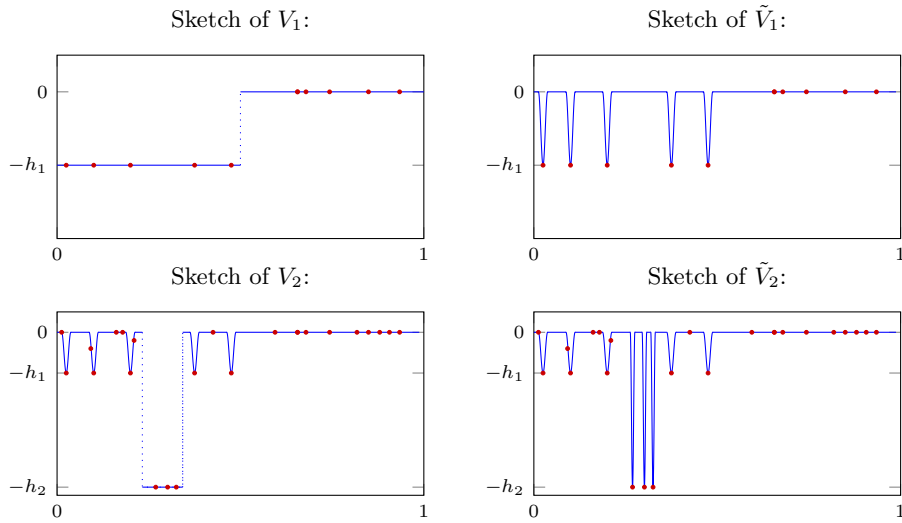 Sketch of V₁:
0
−h₁
0
1
Sketch of Ṽ₁:
0
−h₁
0
1
Sketch of V₂:
0
−h₁
−h₂
0
1
Sketch of Ṽ₂:
0
−h₁
−h₂
0
1